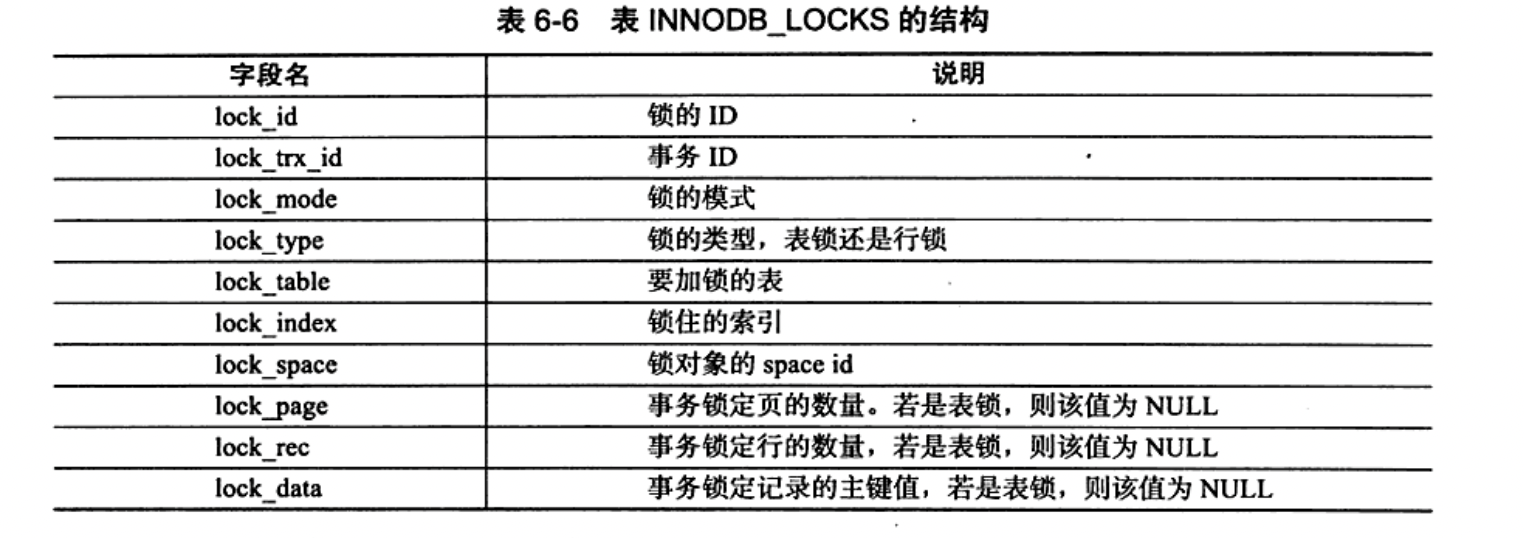 表 6-6 表 INNODB_LOCKS 的结构
字段名 说明
lock_id 锁的 ID
lock_trx_id 事务 ID
lock_mode 锁的模式
lock_type 锁的类型，表锁还是行锁
lock_table 要加锁的表
lock_index 锁住的索引
lock_space 锁对象的 space id
lock_page 事务锁定页的数量。若是表锁，则该值为 NULL
lock_rec 事务锁定行的数量，若是表锁，则该值为 NULL
lock_data 事务锁定记录的主键值，若是表锁，则该值为 NULL